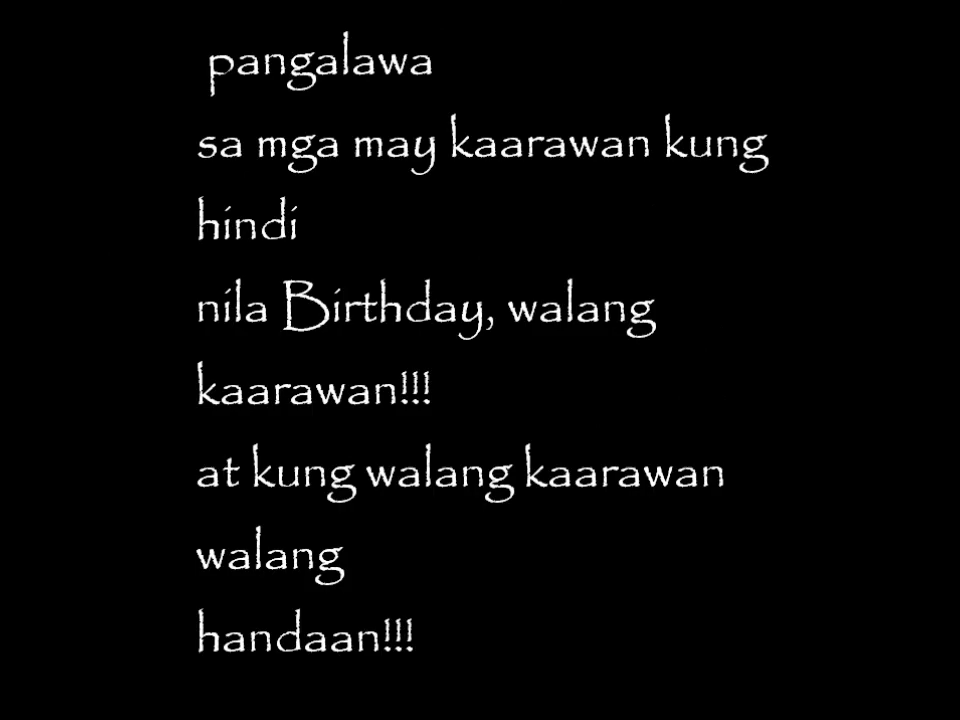 pangalawa
sa mga may kaarawan kung
hindi
nila Birthday, walang
kaarawan!!!
at kung walang kaarawan
walang
handaan!!!